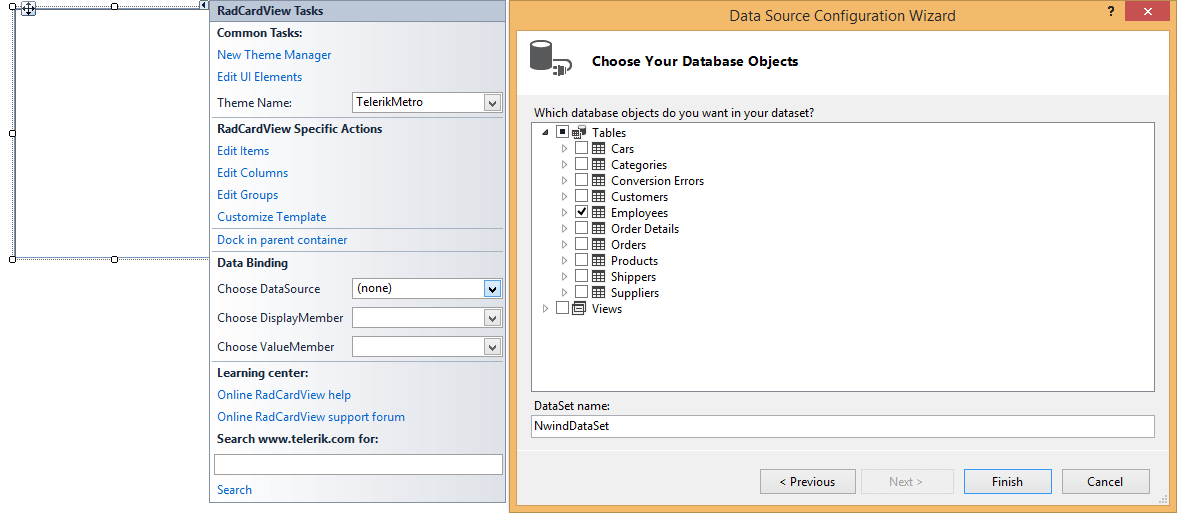 RadCardView Tasks
Common Tasks:
New Theme Manager
Edit UI Elements
Theme Name: TelerikMetro
RadCardView Specific Actions
Edit Items
Edit Columns
Edit Groups
Customize Template
Dock in parent container
Data Binding
Choose DataSource (none)
Choose DisplayMember
Choose ValueMember
Learning center:
Online RadCardView help
Online RadCardView support forum
Search www.telerik.com for:
Search
Data Source Configuration Wizard ? x
Choose Your Database Objects
Which database objects do you want in your dataset?
Tables
Cars
Categories
Conversion Errors
Customers
Employees
Order Details
Orders
Products
Shippers
Suppliers
Views
DataSet name:
NwindDataSet
< Previous Next > Finish Cancel